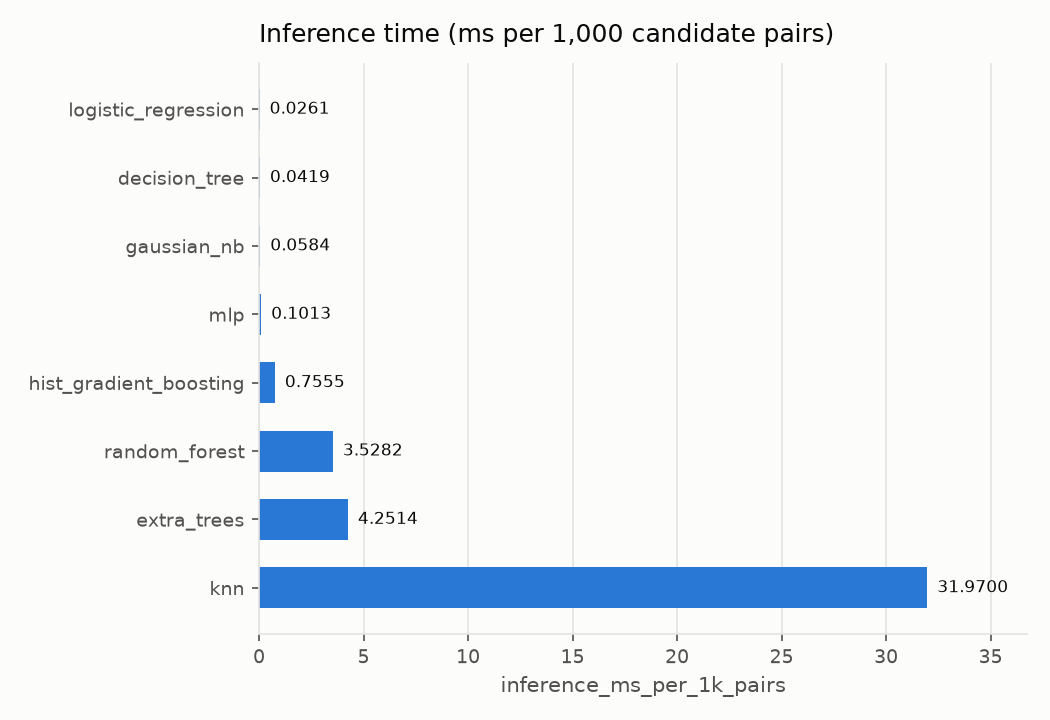 Inference time (ms per 1,000 candidate pairs)
logistic_regression 0.0261
decision_tree 0.0419
gaussian_nb 0.0584
mlp 0.1013
hist_gradient_boosting 0.7555
random_forest 3.5282
extra_trees 4.2514
knn 31.9700
0 5 10 15 20 25 30 35
inference_ms_per_1k_pairs